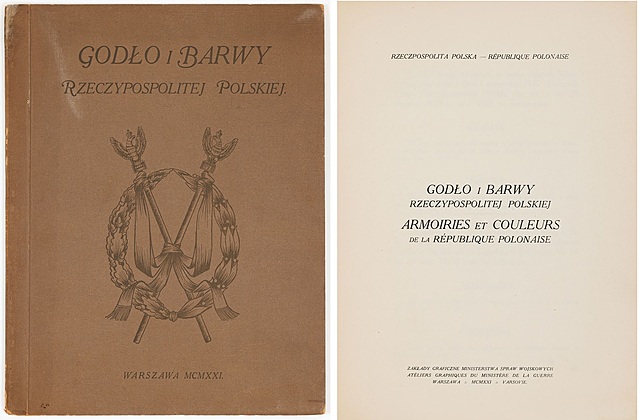 GODŁO I BARWY
RZECZYPOSPOLITEJ POLSKIEJ.
WARSZAWA MCMXXI.
RZECZPOSPOLITA POLSKA — RÉPUBLIQUE POLONAISE
GODŁO I BARWY
RZECZYPOSPOLITEJ POLSKIEJ
ARMOIRIES ET COULEURS
DE LA RÉPUBLIQUE POLONAISE
ZAKŁADY GRAFICZNE MINISTERSTWA SPRAW WOJSKOWYCH
ATELIERS GRAPHIQUES DU MINISTÈRE DE LA GUERRE
WARSZAWA - MCMXXI - VARSOVIE.